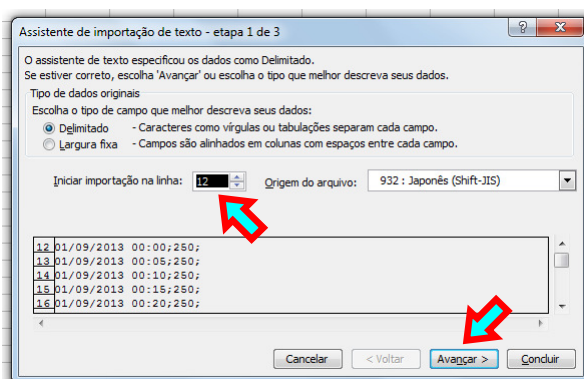 Assistente de importação de texto - etapa 1 de 3
O assistente de texto especificou os dados como Delimitado.
Se estiver correto, escolha 'Avançar' ou escolha o tipo que melhor descreva seus dados.
Tipo de dados originais
Escolha o tipo de campo que melhor descreva seus dados:
Delimitado - Caracteres como vírgulas ou tabulações separam cada campo.
Largura fixa - Campos são alinhados em colunas com espaços entre cada campo.
Iniciar importação na linha: 12 Origem do arquivo: 932 : Japonês (Shift-JIS)
12 01/09/2013 00:00;250;
13 01/09/2013 00:05;250;
14 01/09/2013 00:10;250;
15 01/09/2013 00:15;250;
16 01/09/2013 00:20;250;
Cancelar < Voltar Avançar > Concluir